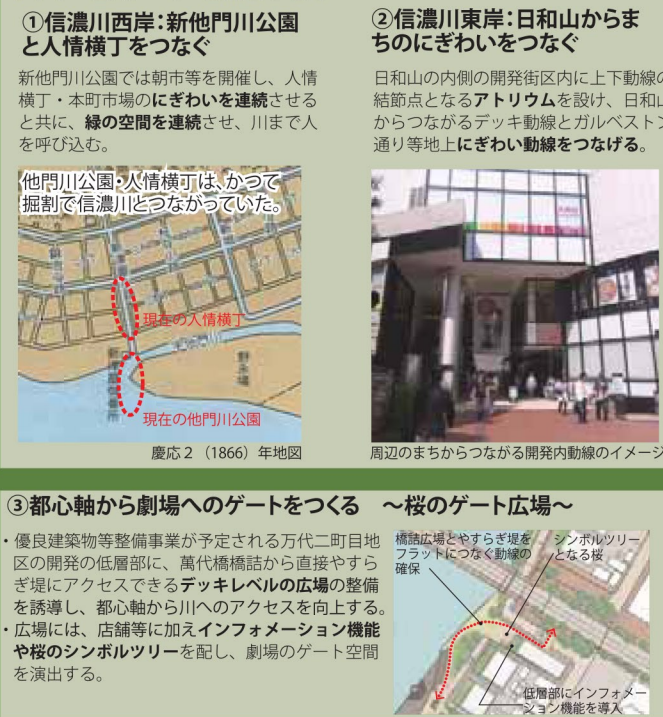 ①信濃川西岸：新他門川公園
と人情横丁をつなぐ
新他門川公園では朝市等を開催し、人情
横丁・本町市場のにぎわいを連続させる
と共に、緑の空間を連続させ、川まで人
を呼び込む。
他門川公園・人情横丁は、かつて
掘割で信濃川とつながっていた。
現在の人情横丁
現在の他門川公園
慶応２（1866）年地図
②信濃川東岸：日和山からま
ちのにぎわいをつなぐ
日和山の内側の開発街区内に上下動線の
結節点となるアトリウムを設け、日和山
からつながるデッキ動線とガルベストン
通り等地上にぎわい動線をつなげる。
周辺のまちからつながる開発内動線のイメージ
③都心軸から劇場へのゲートをつくる　～桜のゲート広場～
・優良建築物等整備事業が予定される万代二町目地
区の開発の低層部に、萬代橋橋詰から直接やすら
ぎ堤にアクセスできるデッキレベルの広場の整備
を誘導し、都心軸から川へのアクセスを向上する。
・広場には、店舗等に加えインフォメーション機能
や桜のシンボルツリーを配し、劇場のゲート空間
を演出する。
橋詰広場とやすらぎ堤を
フラットにつなぐ動線の
確保
シンボルツリー
となる桜
低層部にインフォメー
ション機能を導入